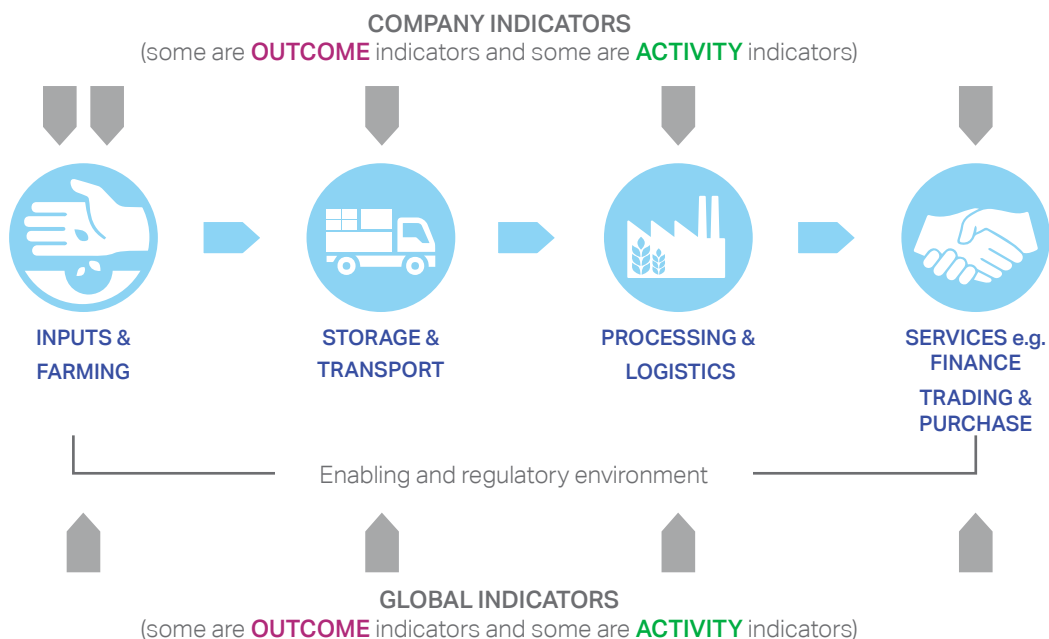 COMPANY INDICATORS
(some are OUTCOME indicators and some are ACTIVITY indicators)
INPUTS &
FARMING
STORAGE &
TRANSPORT
PROCESSING &
LOGISTICS
SERVICES e.g.
FINANCE
TRADING &
PURCHASE
Enabling and regulatory environment
GLOBAL INDICATORS
(some are OUTCOME indicators and some are ACTIVITY indicators)